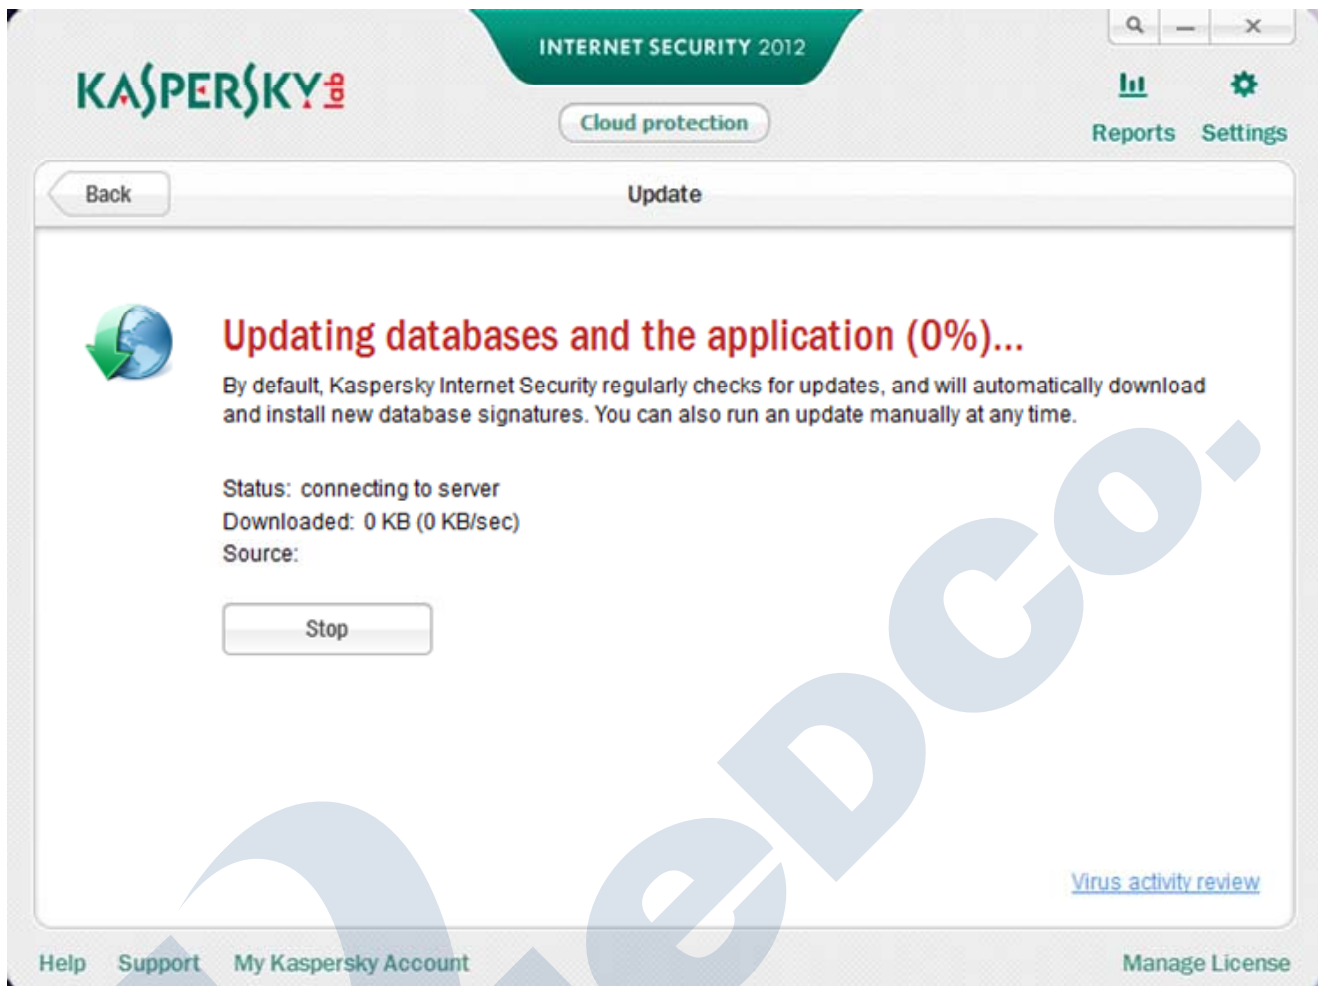 INTERNET SECURITY 2012
KASPERSKY lab
Cloud protection
Reports Settings
Back
Update
Updating databases and the application (0%)...
By default, Kaspersky Internet Security regularly checks for updates, and will automatically download
and install new database signatures. You can also run an update manually at any time.
Status: connecting to server
Downloaded: 0 KB (0 KB/sec)
Source:
Stop
Virus activity review
Help Support My Kaspersky Account Manage License